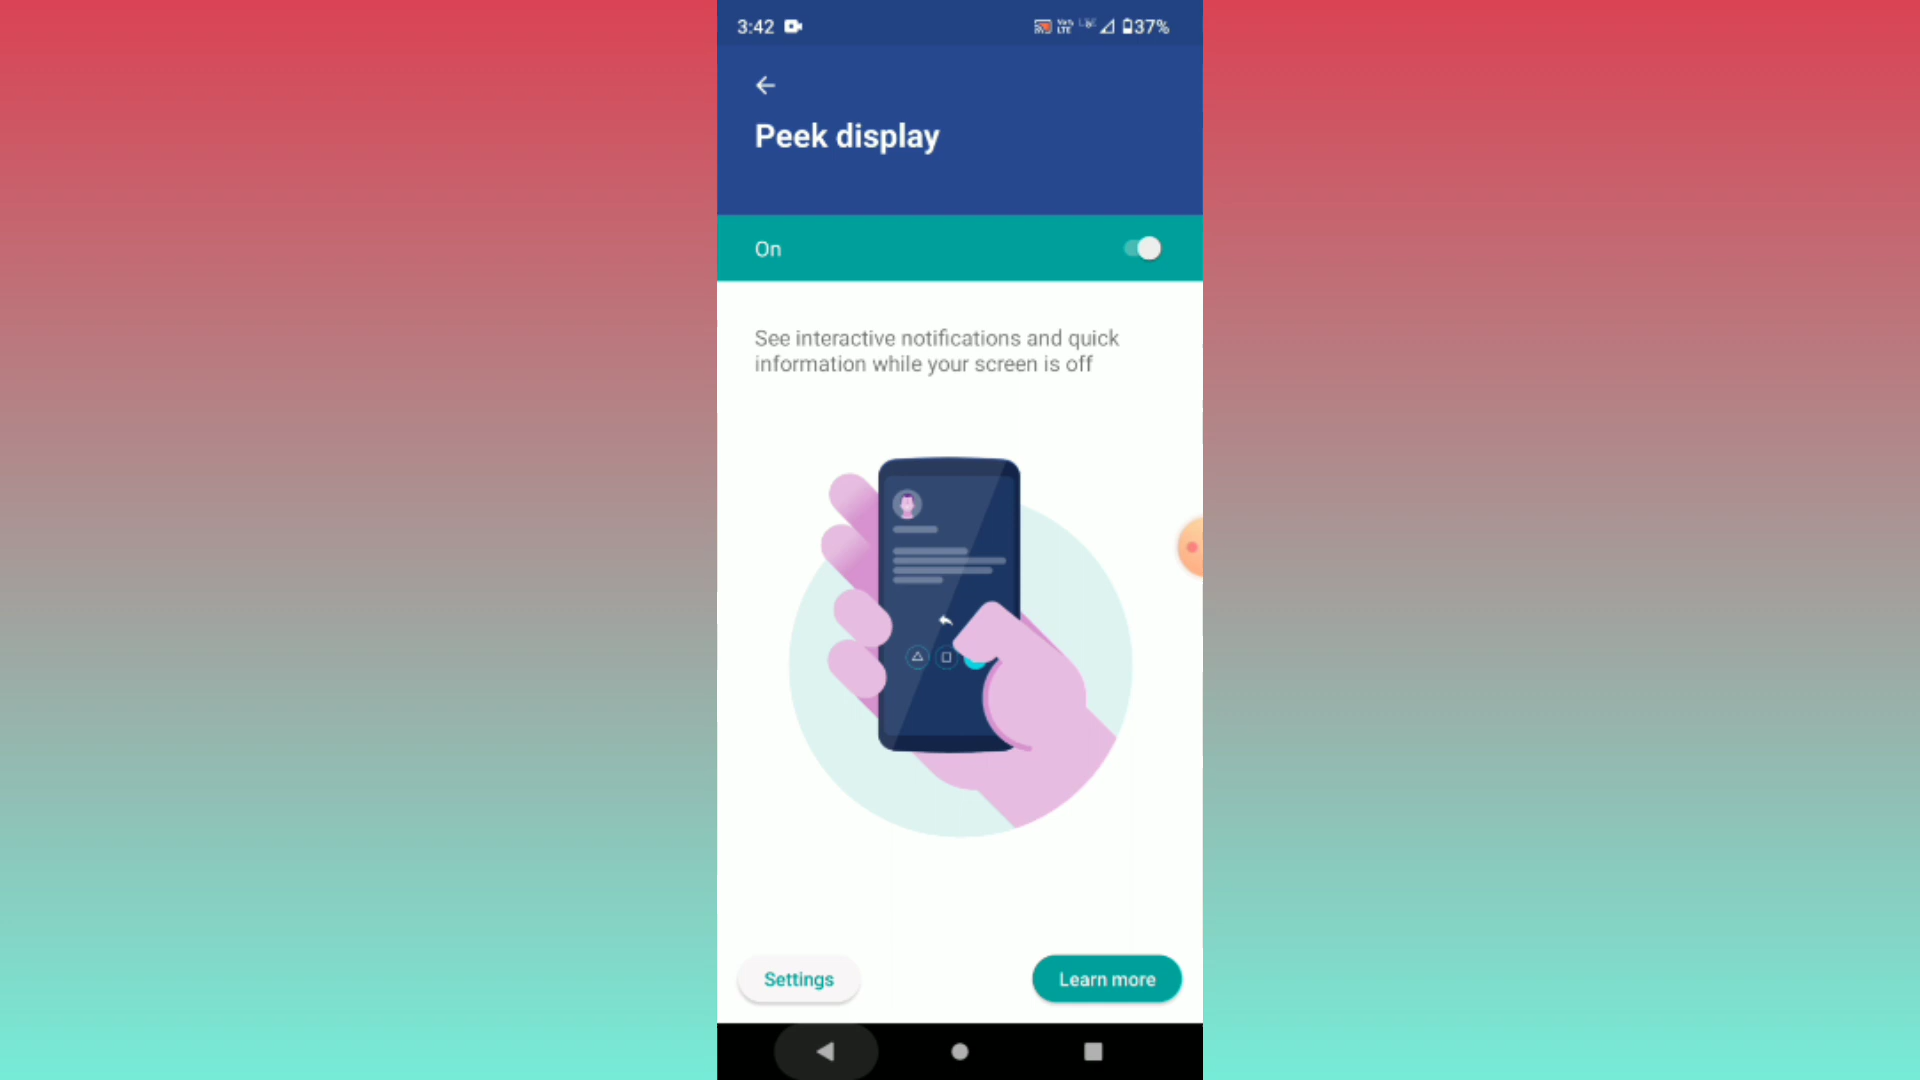 3:42
37%
Peek display
On
See interactive notifications and quick
information while your screen is off
Settings
Learn more